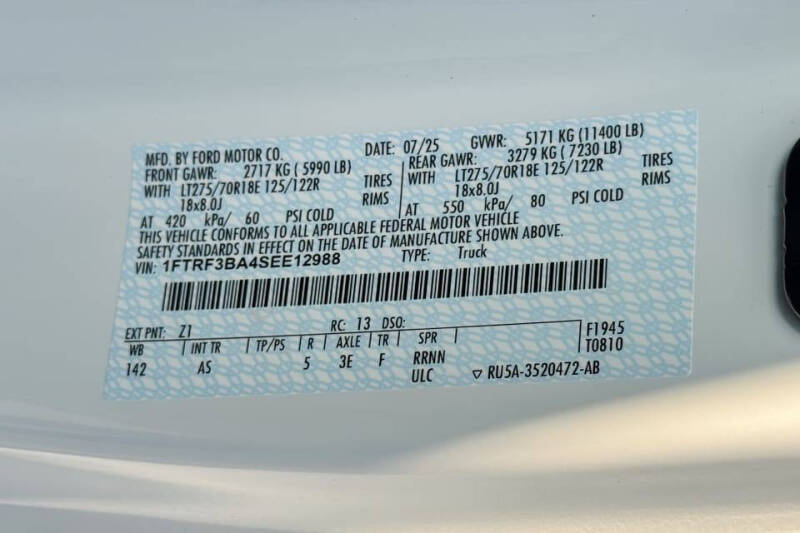 MFD. BY FORD MOTOR CO. DATE: 07/25 GVWR: 5171 KG (11400 LB)
FRONT GAWR: 2717 KG ( 5990 LB) REAR GAWR: 3279 KG ( 7230 LB)
WITH LT275/70R18E 125/122R TIRES WITH LT275/70R18E 125/122R TIRES
18x8.0J RIMS 18x8.0J RIMS
AT 420 kPa/ 60 PSI COLD AT 550 kPa/ 80 PSI COLD
THIS VEHICLE CONFORMS TO ALL APPLICABLE FEDERAL MOTOR VEHICLE
SAFETY STANDARDS IN EFFECT ON THE DATE OF MANUFACTURE SHOWN ABOVE.
VIN: 1FTRF3BA4SEE12988 TYPE: Truck
EXT PNT: Z1 RC: 13 DSO: F1945
WB INT TR TP/PS R AXLE TR SPR T0810
142 AS 5 3E F RRNN
ULC RU5A-3520472-AB